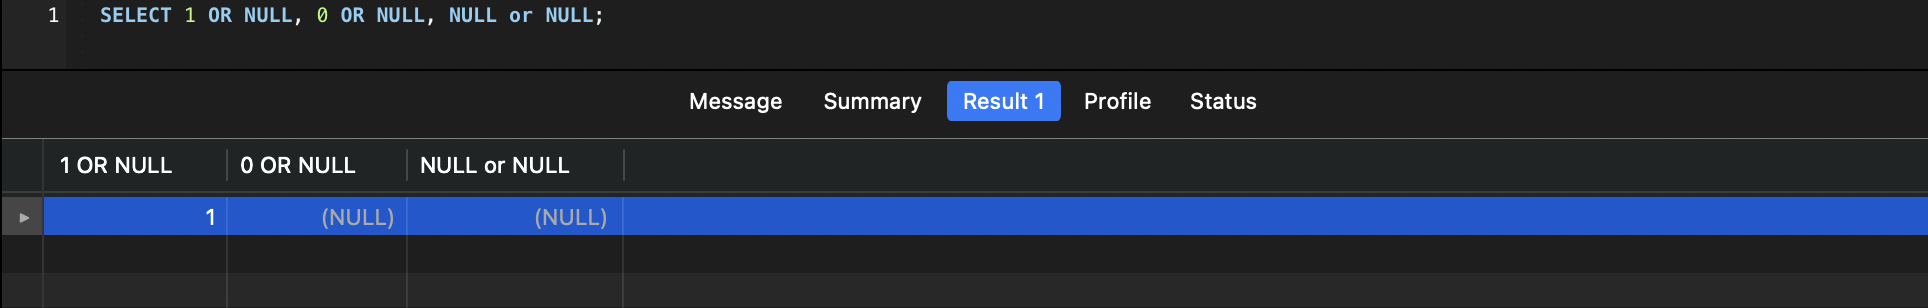 1 SELECT 1 OR NULL, 0 OR NULL, NULL or NULL;
Message Summary Result 1 Profile Status
1 OR NULL 0 OR NULL NULL or NULL
1 (NULL) (NULL)